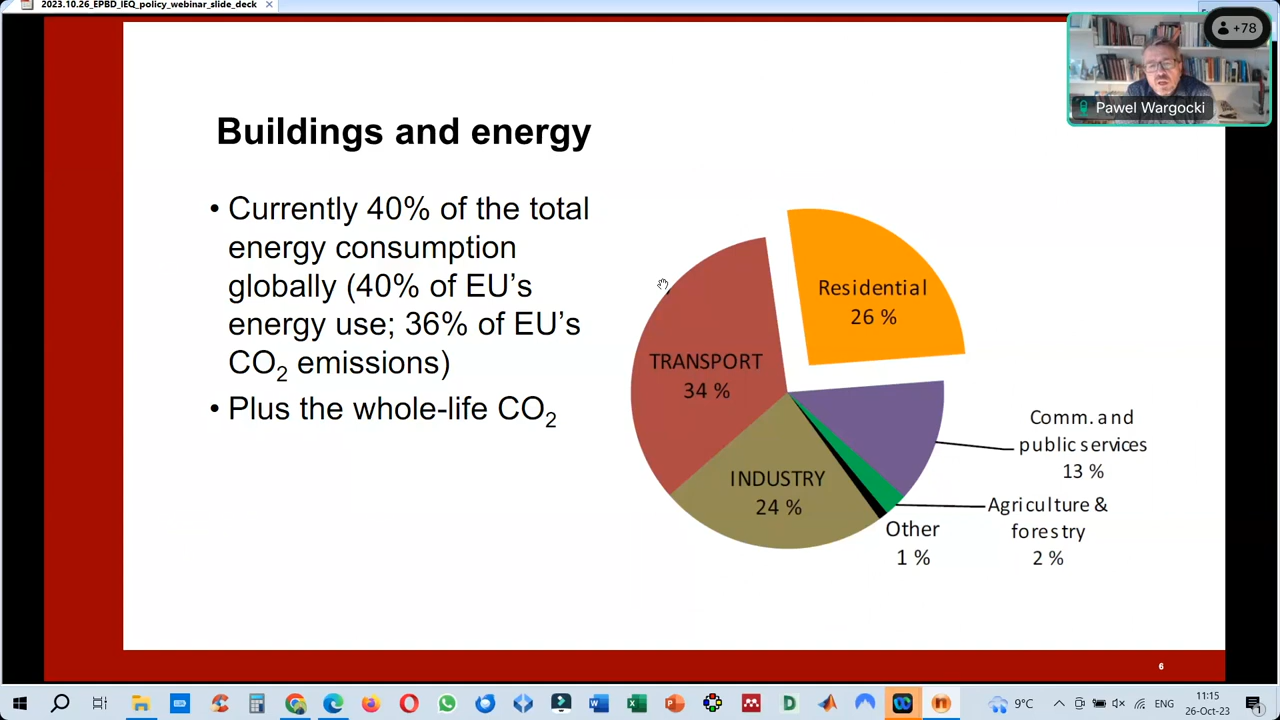 2023.10.26_EPBD_IEQ_policy_webinar_slide_deck
+78
Pawel Wargocki
Buildings and energy
• Currently 40% of the total
energy consumption
globally (40% of EU’s
energy use; 36% of EU’s
CO₂ emissions)
• Plus the whole-life CO₂
Residential
26 %
TRANSPORT
34 %
INDUSTRY
24 %
Comm. and
public services
13 %
Agriculture &
forestry
2 %
Other
1 %
6
9°C
ENG
11:15
26-Oct-23